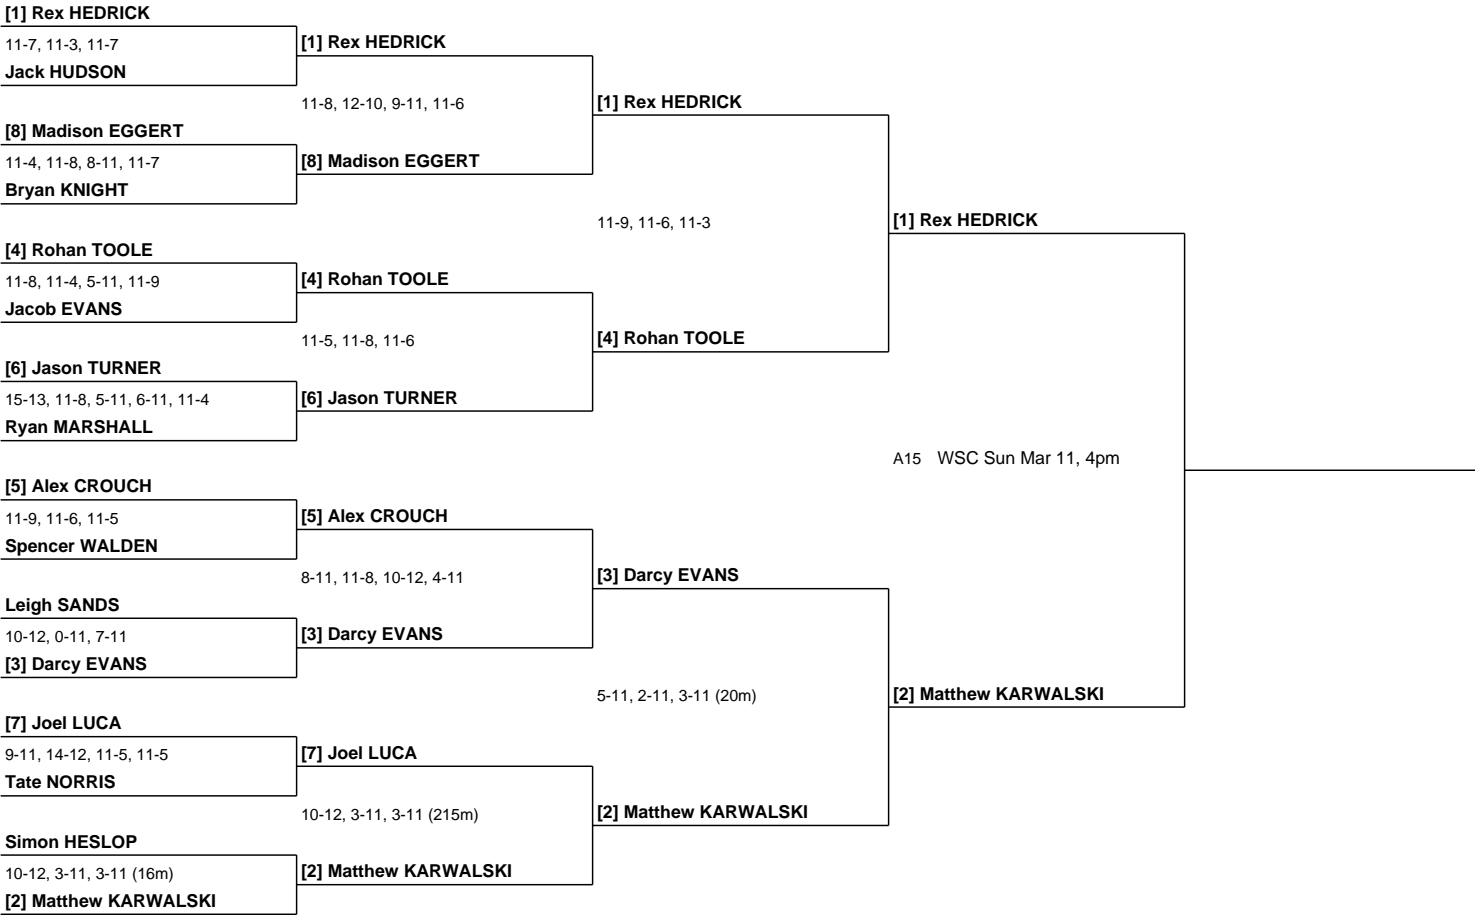 [1] Rex HEDRICK
11-7, 11-3, 11-7
Jack HUDSON
[8] Madison EGGERT
11-4, 11-8, 8-11, 11-7
Bryan KNIGHT
[4] Rohan TOOLE
11-8, 11-4, 5-11, 11-9
Jacob EVANS
[6] Jason TURNER
15-13, 11-8, 5-11, 6-11, 11-4
Ryan MARSHALL
[5] Alex CROUCH
11-9, 11-6, 11-5
Spencer WALDEN
Leigh SANDS
10-12, 0-11, 7-11
[3] Darcy EVANS
[7] Joel LUCA
9-11, 14-12, 11-5, 11-5
Tate NORRIS
Simon HESLOP
10-12, 3-11, 3-11 (16m)
[2] Matthew KARWALSKI
[1] Rex HEDRICK
11-8, 12-10, 9-11, 11-6
[8] Madison EGGERT
[4] Rohan TOOLE
11-5, 11-8, 11-6
[6] Jason TURNER
[5] Alex CROUCH
8-11, 11-8, 10-12, 4-11
[3] Darcy EVANS
[7] Joel LUCA
10-12, 3-11, 3-11 (215m)
[2] Matthew KARWALSKI
[1] Rex HEDRICK
11-9, 11-6, 11-3
[4] Rohan TOOLE
[3] Darcy EVANS
5-11, 2-11, 3-11 (20m)
[2] Matthew KARWALSKI
[1] Rex HEDRICK
A15 WSC Sun Mar 11, 4pm
[2] Matthew KARWALSKI